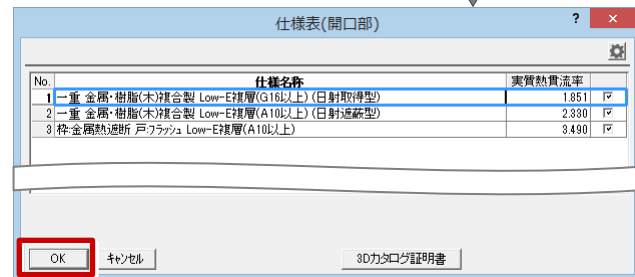 仕様表(開口部)
? ×
No. 仕様名称 実質熱貫流率
1 一重 金属・樹脂(木)複合製 Low-E複層(G16以上) (日射取得型) 1.851
2 一重 金属・樹脂(木)複合製 Low-E複層(A10以上) (日射遮蔽型) 2.330
3 枠:金属熱遮断 戸:フラッシュ Low-E複層(A10以上) 3.490
OK キャンセル 3Dカタログ証明書